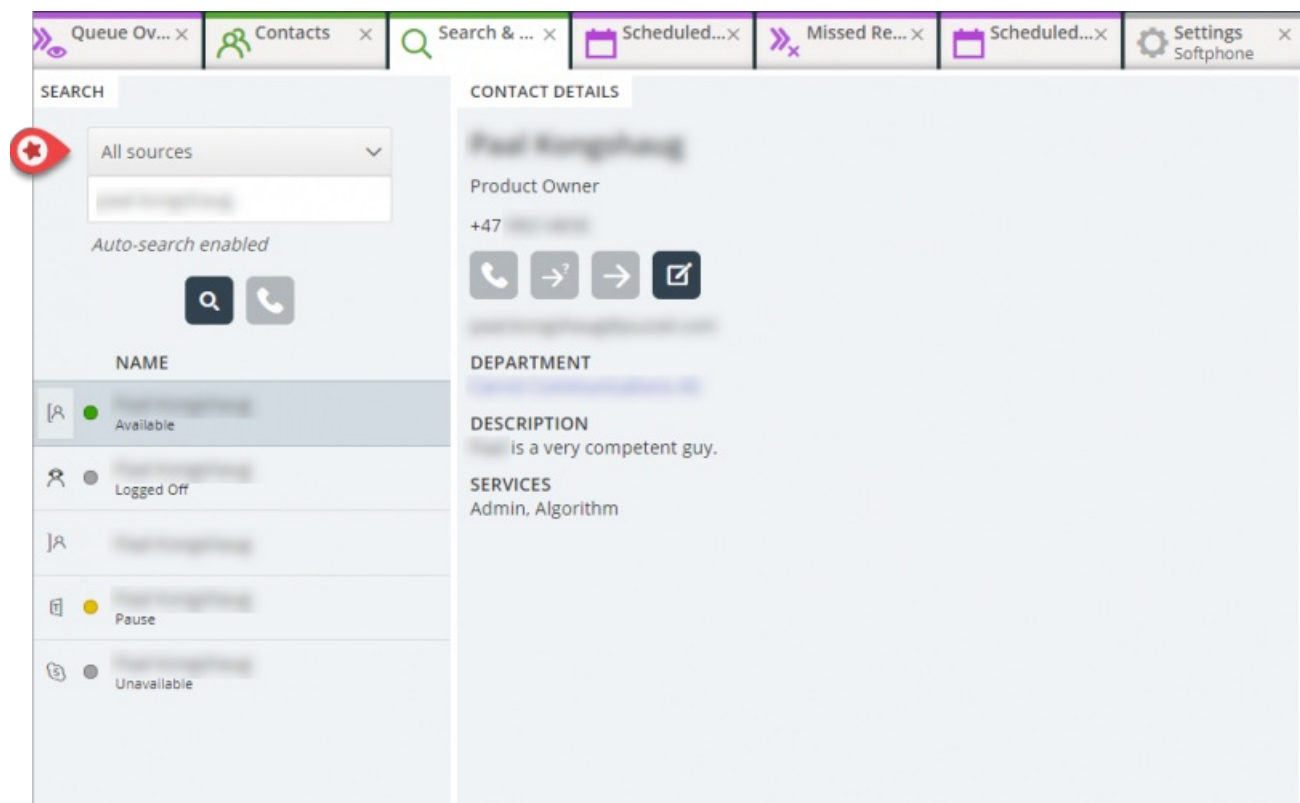 Queue Ov...
Contacts
Search & ...
Scheduled...
Missed Re...
Scheduled...
Settings
Softphone
SEARCH
All sources
Auto-search enabled
NAME
Available
Logged Off
Pause
Unavailable
CONTACT DETAILS
Product Owner
+47
DEPARTMENT
DESCRIPTION
is a very competent guy.
SERVICES
Admin, Algorithm